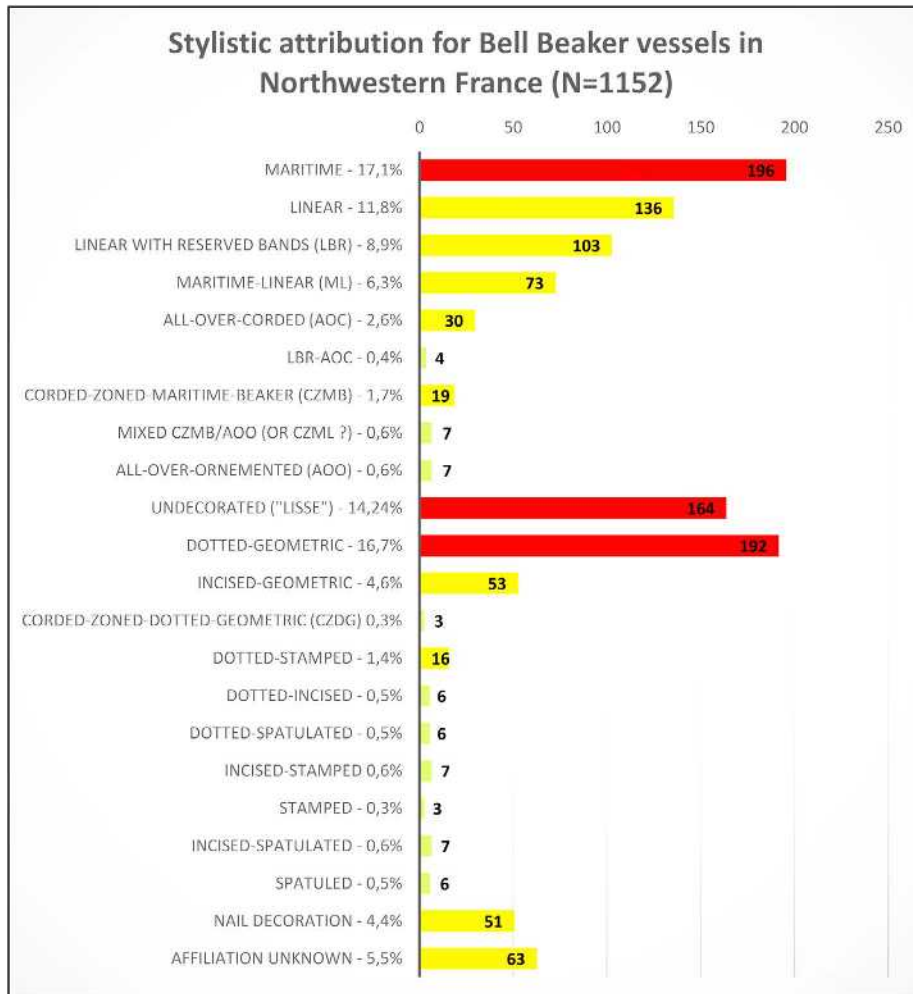 Stylistic attribution for Bell Beaker vessels in
Northwestern France (N=1152)
0 50 100 150 200 250
MARITIME - 17,1% 196
LINEAR - 11,8% 136
LINEAR WITH RESERVED BANDS (LBR) - 8,9% 103
MARITIME-LINEAR (ML) - 6,3% 73
ALL-OVER-CORDED (AOC) - 2,6% 30
LBR-AOC - 0,4% 4
CORDED-ZONED-MARITIME-BEAKER (CZMB) - 1,7% 19
MIXED CZMB/AOO (OR CZML ?) - 0,6% 7
ALL-OVER-ORNEMENTED (AOO) - 0,6% 7
UNDECORATED ("LISSE") - 14,24% 164
DOTTED-GEOMETRIC - 16,7% 192
INCISED-GEOMETRIC - 4,6% 53
CORDED-ZONED-DOTTED-GEOMETRIC (CZDG) 0,3% 3
DOTTED-STAMPED - 1,4% 16
DOTTED-INCISED - 0,5% 6
DOTTED-SPATULATED - 0,5% 6
INCISED-STAMPED 0,6% 7
STAMPED - 0,3% 3
INCISED-SPATULATED - 0,6% 7
SPATULED - 0,5% 6
NAIL DECORATION - 4,4% 51
AFFILIATION UNKNOWN - 5,5% 63